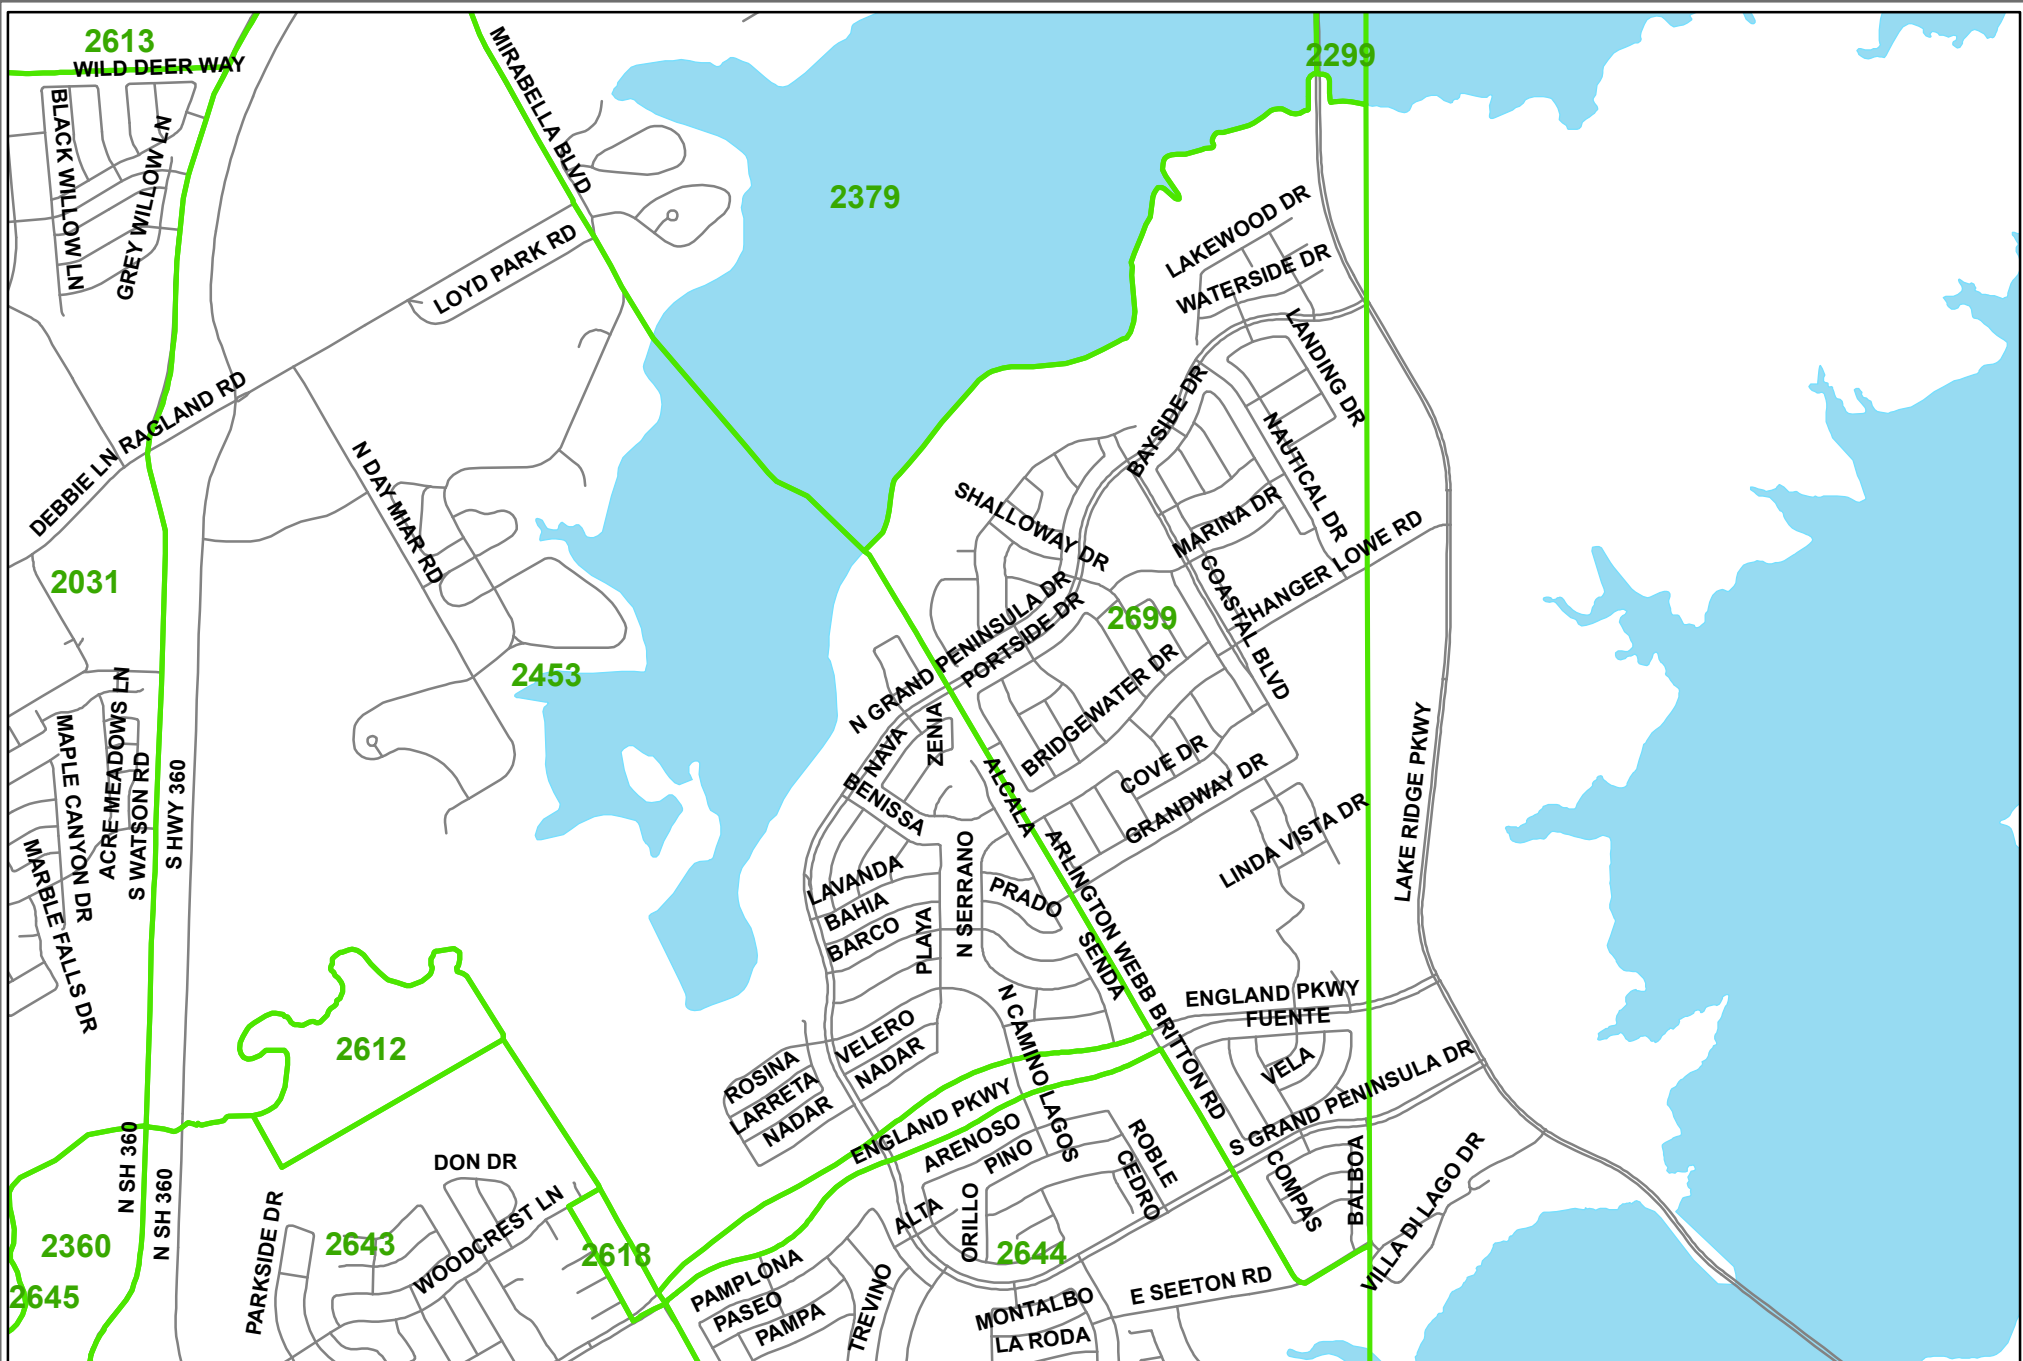 2613
WILD DEER WAY
MIRABELLA BLVD
2299
BLACK WILLOW LN
GREY WILLOW LN
2379
LAKEWOOD DR
WATERSIDE DR
LOYD PARK RD
LANDING DR
BAYSIDE DR
DEBBIE LN
RAGLAND RD
NAUTICAL DR
N DAY MIAR RD
SHALLOWAY DR
MARINA DR
HANGER LOWE RD
COASTAL BLVD
2031
2699
N GRAND PENINSULA DR
PORTSIDE DR
2453
BRIDGEWATER DR
ZENIA
NAVA
BENISSA
ALCALA
COVE DR
GRANDWAY DR
LINDA VISTA DR
LAKE RIDGE PKWY
MAPLE CANYON DR
ACRE MEADOWS LN
S WATSON RD
S HWY 360
MARBLE FALLS DR
LAVANDA
BAHIA
BARCO
PLAYA
N SERRANO
PRADO
ARLINGTON WEBB BRITTON RD
SENDA
ENGLAND PKWY
FUENTE
2612
N CAMINO LAGOS
VELERO
NADAR
ROSINA
LARRETA
NADAR
VELA
S GRAND PENINSULA DR
ENGLAND PKWY
ARENOSO
PINO
ROBLE
CEDRO
N SH 360
N SH 360
DON DR
PARKSIDE DR
WOODCREST LN
2643
2618
2360
2645
ALTA
ORILLO
2644
COMPAS
BALBOA
VILLA DI LAGO DR
PAMPLONA
PASEO
PAMPA
TREVINO
MONTALBO
LA RODA
E SEETON RD